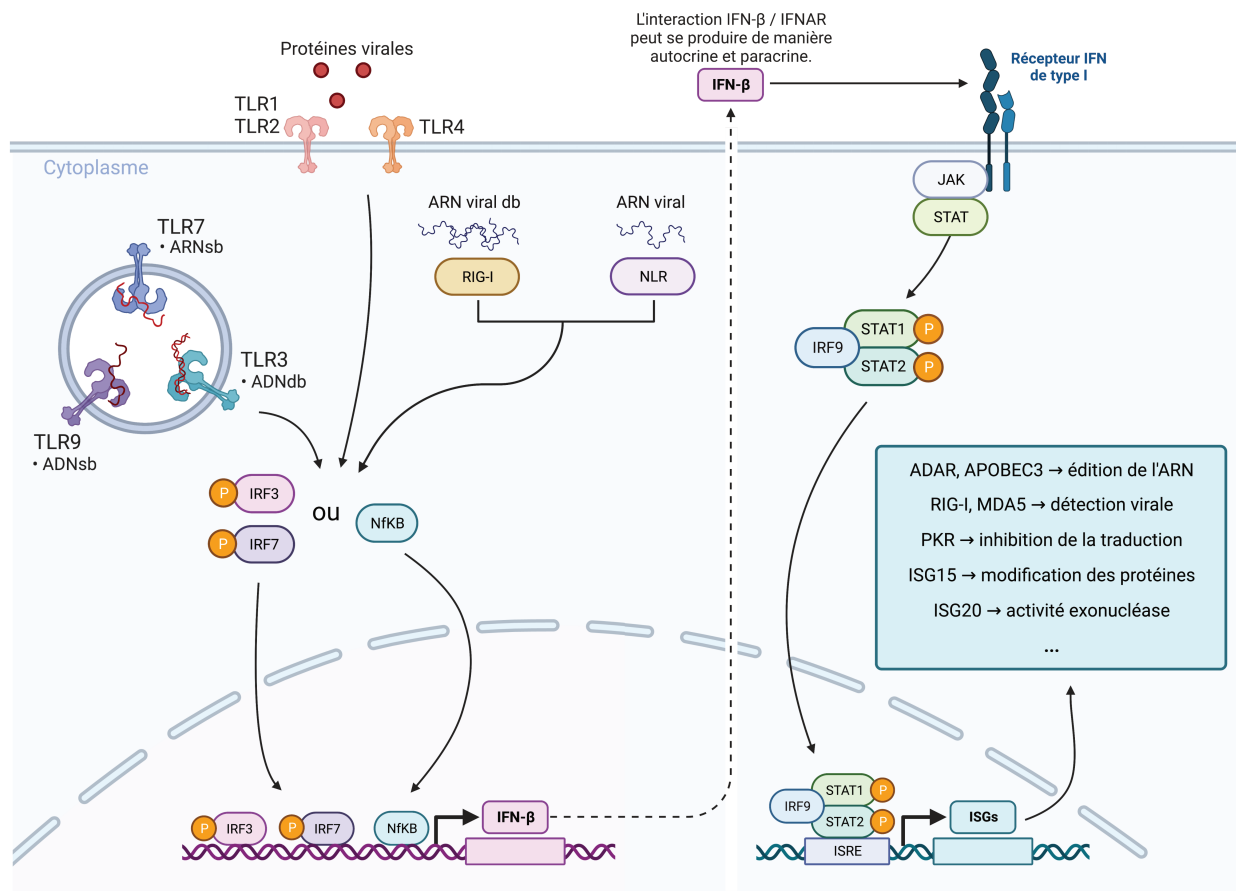 Protéines virales
TLR1
TLR2
TLR4
Cytoplasme
TLR7
• ARNsb
TLR3
• ADNdb
TLR9
• ADNsb
ARN viral db
RIG-I
ARN viral
NLR
P
IRF3
P
IRF7
ou
NfKB
P
IRF3
P
IRF7
NfKB
IFN-β
L'interaction IFN-β / IFNAR
peut se produire de manière
autocrine et paracrine.
IFN-β
Récepteur IFN
de type I
JAK
STAT
IRF9
STAT1
P
STAT2
P
ADAR, APOBEC3 → édition de l'ARN
RIG-I, MDA5 → détection virale
PKR → inhibition de la traduction
ISG15 → modification des protéines
ISG20 → activité exonucléase
...
IRF9
STAT1
P
STAT2
P
ISRE
ISGs